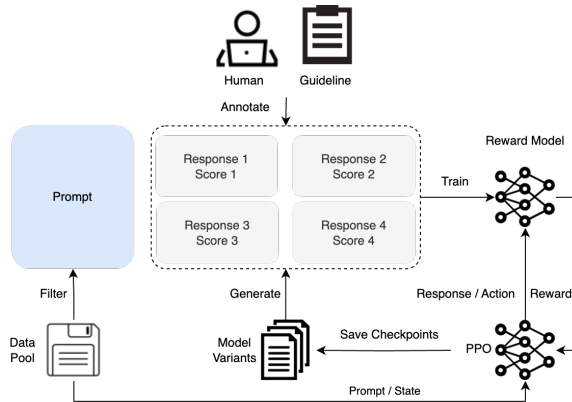 Human
Guideline
Annotate
Prompt
Response 1
Score 1
Response 2
Score 2
Response 3
Score 3
Response 4
Score 4
Train
Reward Model
Filter
Generate
Response / Action
Reward
Data
Pool
Model
Variants
Save Checkpoints
PPO
Prompt / State